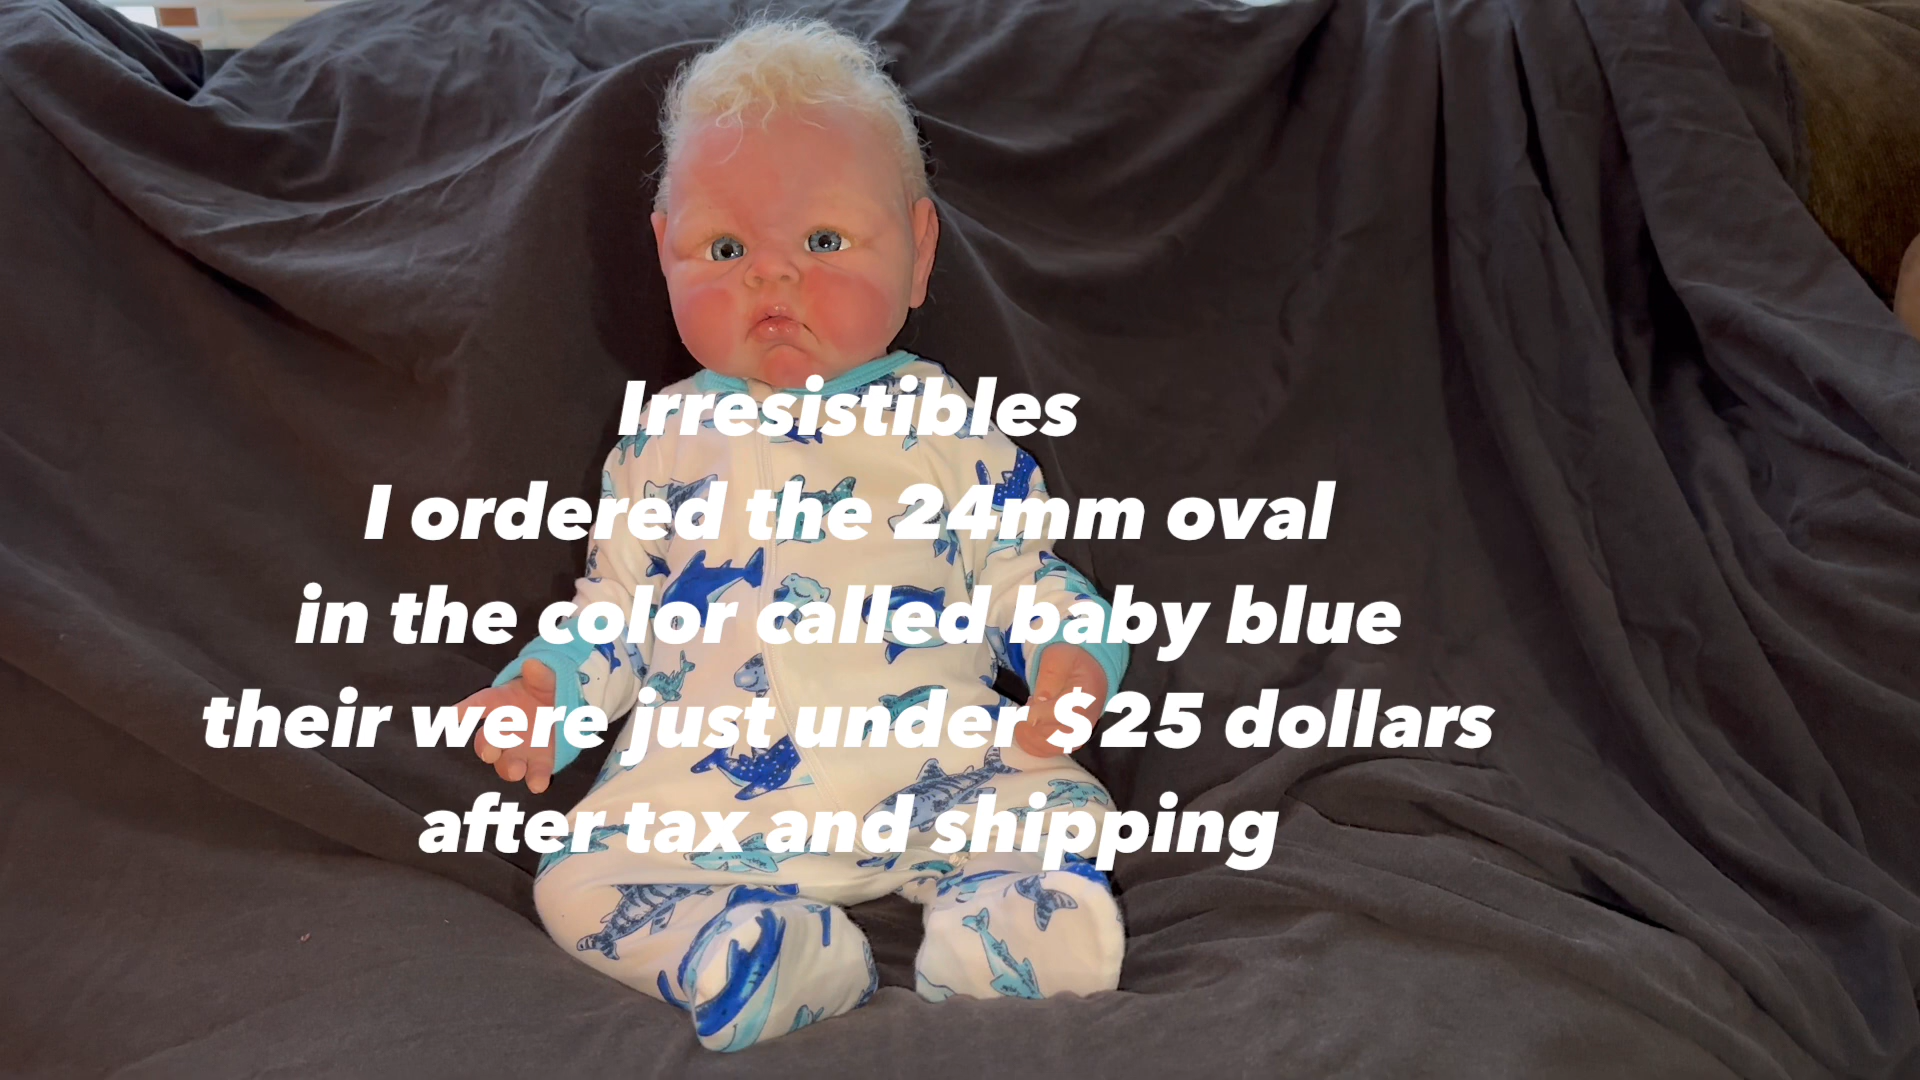 Irresistibles
I ordered the 24mm oval
in the color called baby blue
their were just under $25 dollars
after tax and shipping